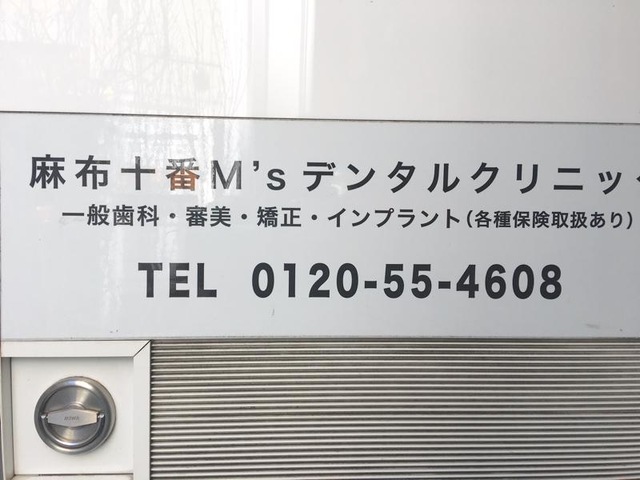 麻布十番M'sデンタルクリニック
一般歯科・審美・矯正・インプラント(各種保険取扱あり)
TEL 0120-55-4608